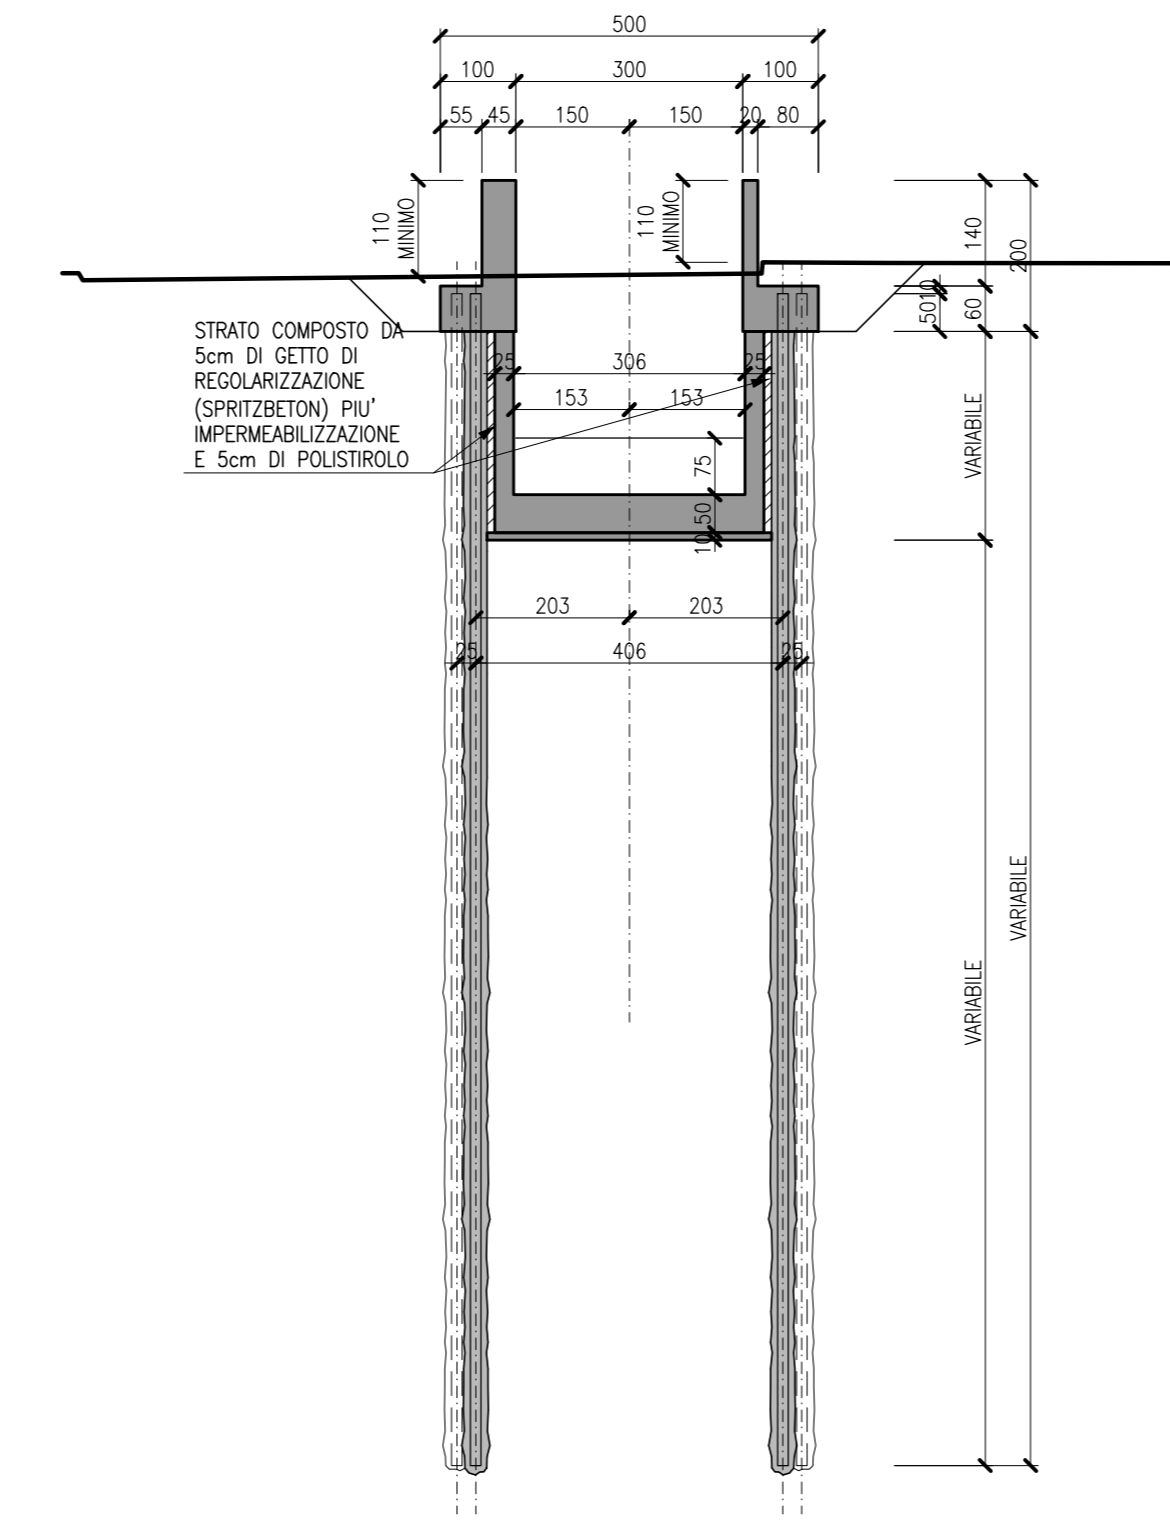 500
100 300 100
55 45 150 150 20 80
110
MINIMO
110
MINIMO
140
200
10
50
60
STRATO COMPOSTO DA
5cm DI GETTO DI
REGOLARIZZAZIONE
(SPRITZBETON) PIU'
IMPERMEABILIZZAZIONE
E 5cm DI POLISTIROLO
25 306 25
153 153
75
50
10
VARIABILE
203 203
25 406 25
VARIABILE
VARIABILE